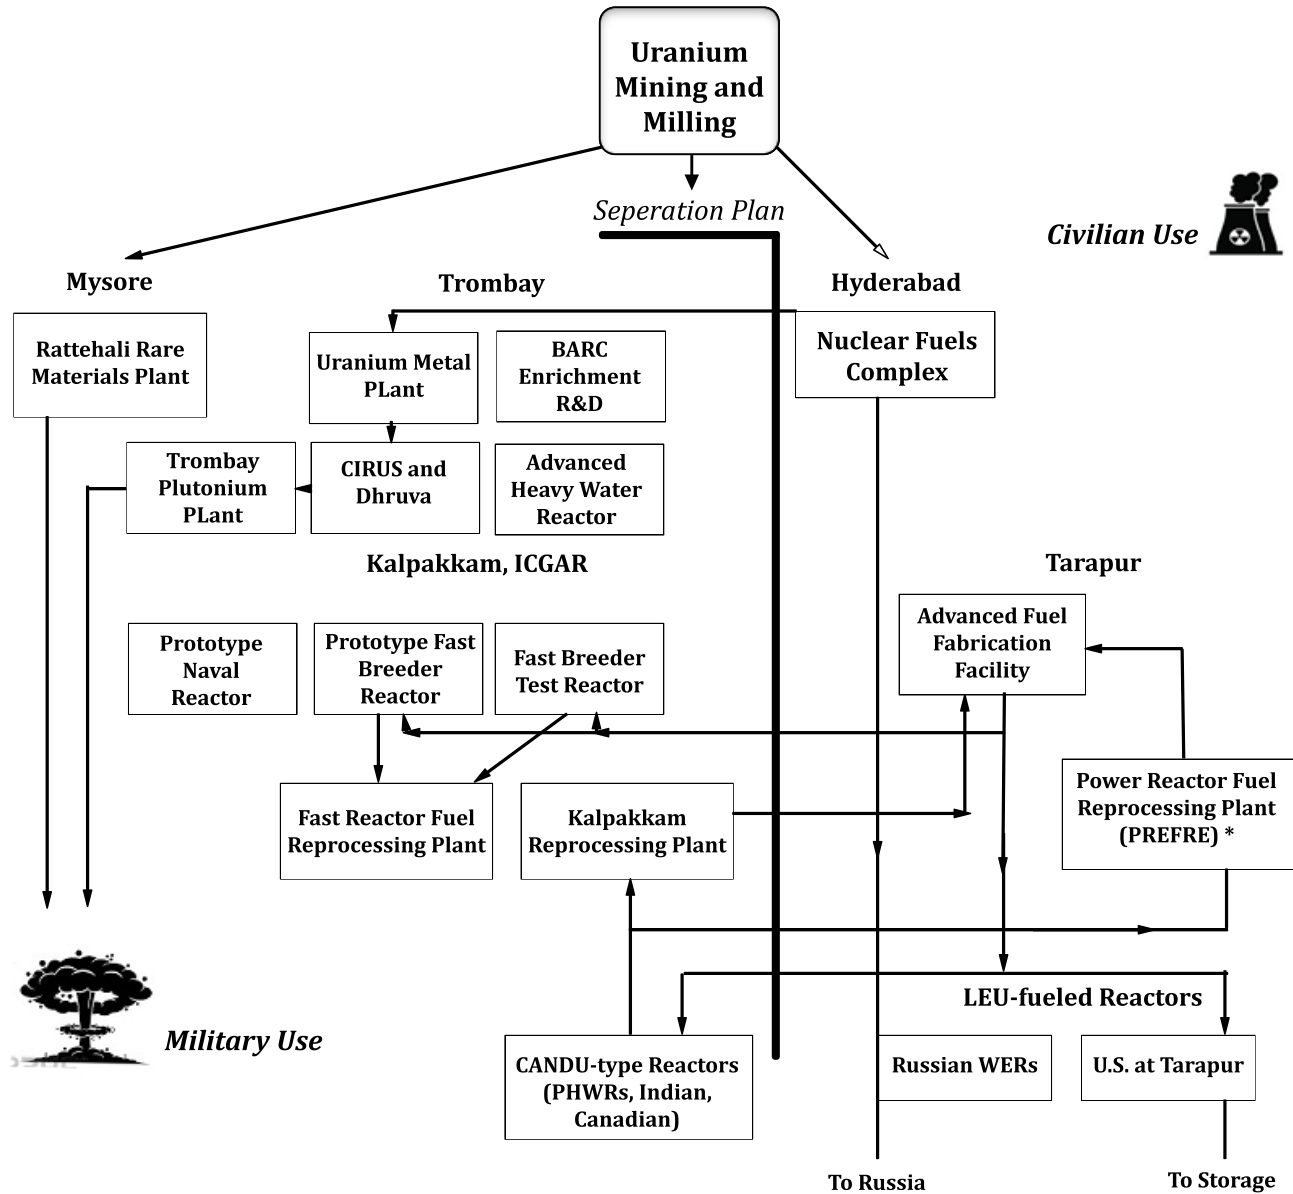 Uranium
Mining and
Milling
Seperation Plan
Civilian Use
Mysore
Trombay
Hyderabad
Rattehali Rare
Materials Plant
Uranium Metal
PLant
BARC
Enrichment
R&D
Nuclear Fuels
Complex
Trombay
Plutonium
PLant
CIRUS and
Dhruva
Advanced
Heavy Water
Reactor
Kalpakkam, ICGAR
Tarapur
Prototype
Naval
Reactor
Prototype Fast
Breeder
Reactor
Fast Breeder
Test Reactor
Advanced Fuel
Fabrication
Facility
Fast Reactor Fuel
Reprocessing Plant
Kalpakkam
Reprocessing Plant
Power Reactor Fuel
Reprocessing Plant
(PREFRE) *
Military Use
LEU-fueled Reactors
CANDU-type Reactors
(PHWRs, Indian,
Canadian)
Russian WERs
U.S. at Tarapur
To Russia
To Storage